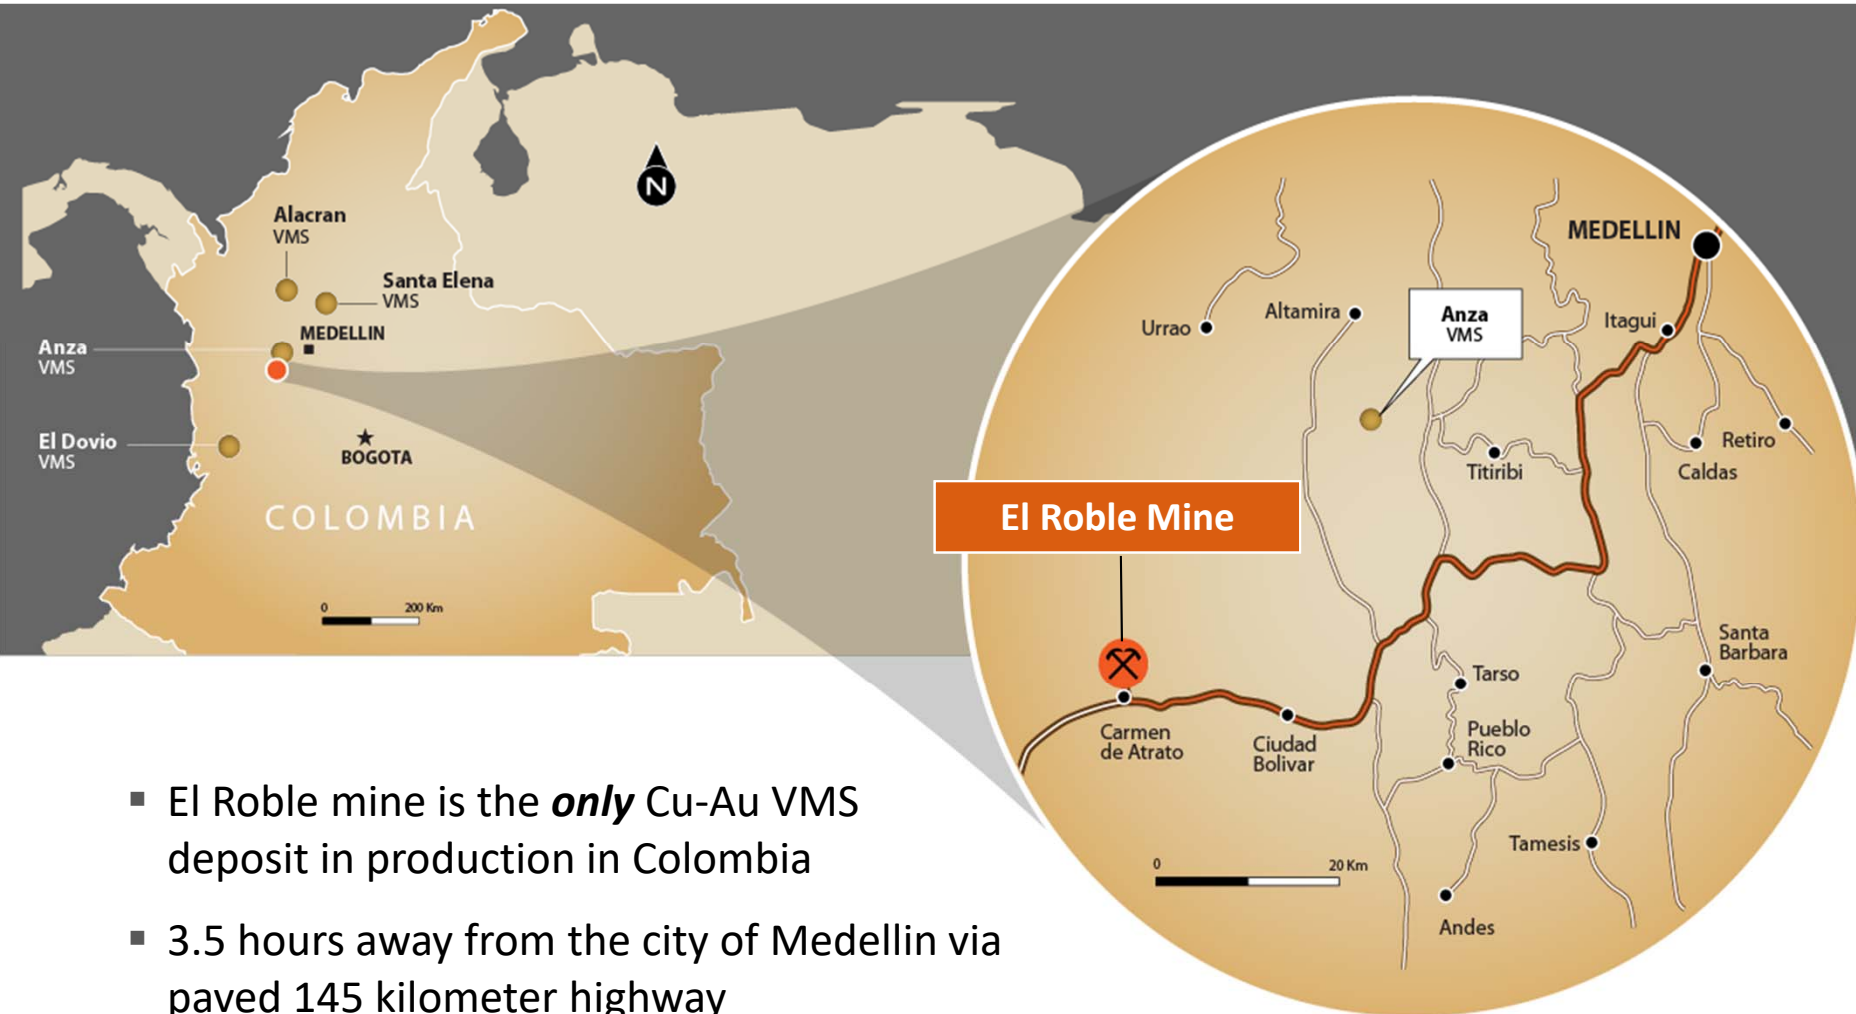 Alacran
VMS
Santa Elena
VMS
MEDELLIN
Anza
VMS
El Dovio
VMS
BOGOTA
COLOMBIA
0 200 Km
N
MEDELLIN
Urrao
Altamira
Anza
VMS
Itagui
Retiro
Caldas
Titiribi
El Roble Mine
Santa
Barbara
Tarso
Pueblo
Rico
Carmen
de Atrato
Ciudad
Bolivar
Tamesis
Andes
0 20 Km
▪ El Roble mine is the only Cu-Au VMS
deposit in production in Colombia
▪ 3.5 hours away from the city of Medellin via
paved 145 kilometer highway